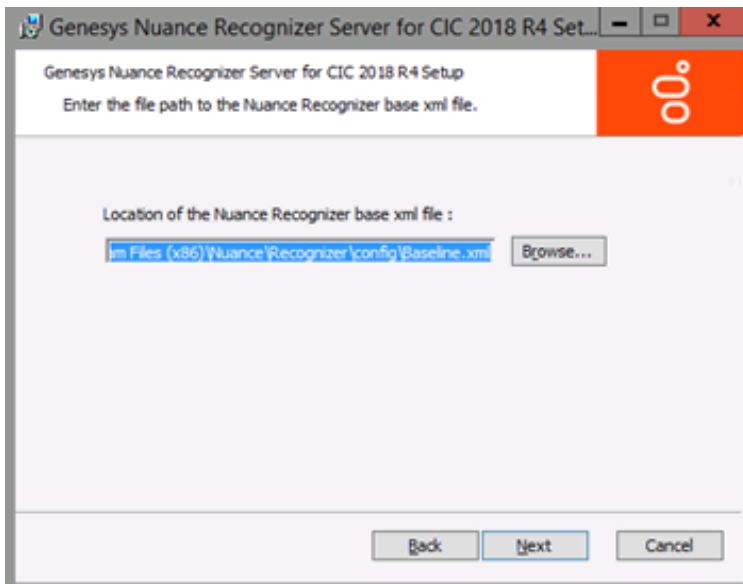 Genesys Nuance Recognizer Server for CIC 2018 R4 Set...
Genesys Nuance Recognizer Server for CIC 2018 R4 Setup
Enter the file path to the Nuance Recognizer base xml file.
Location of the Nuance Recognizer base xml file :
am Files (x86)\Nuance\Recognizer\config\Baseline.xml
Browse...
Back
Next
Cancel